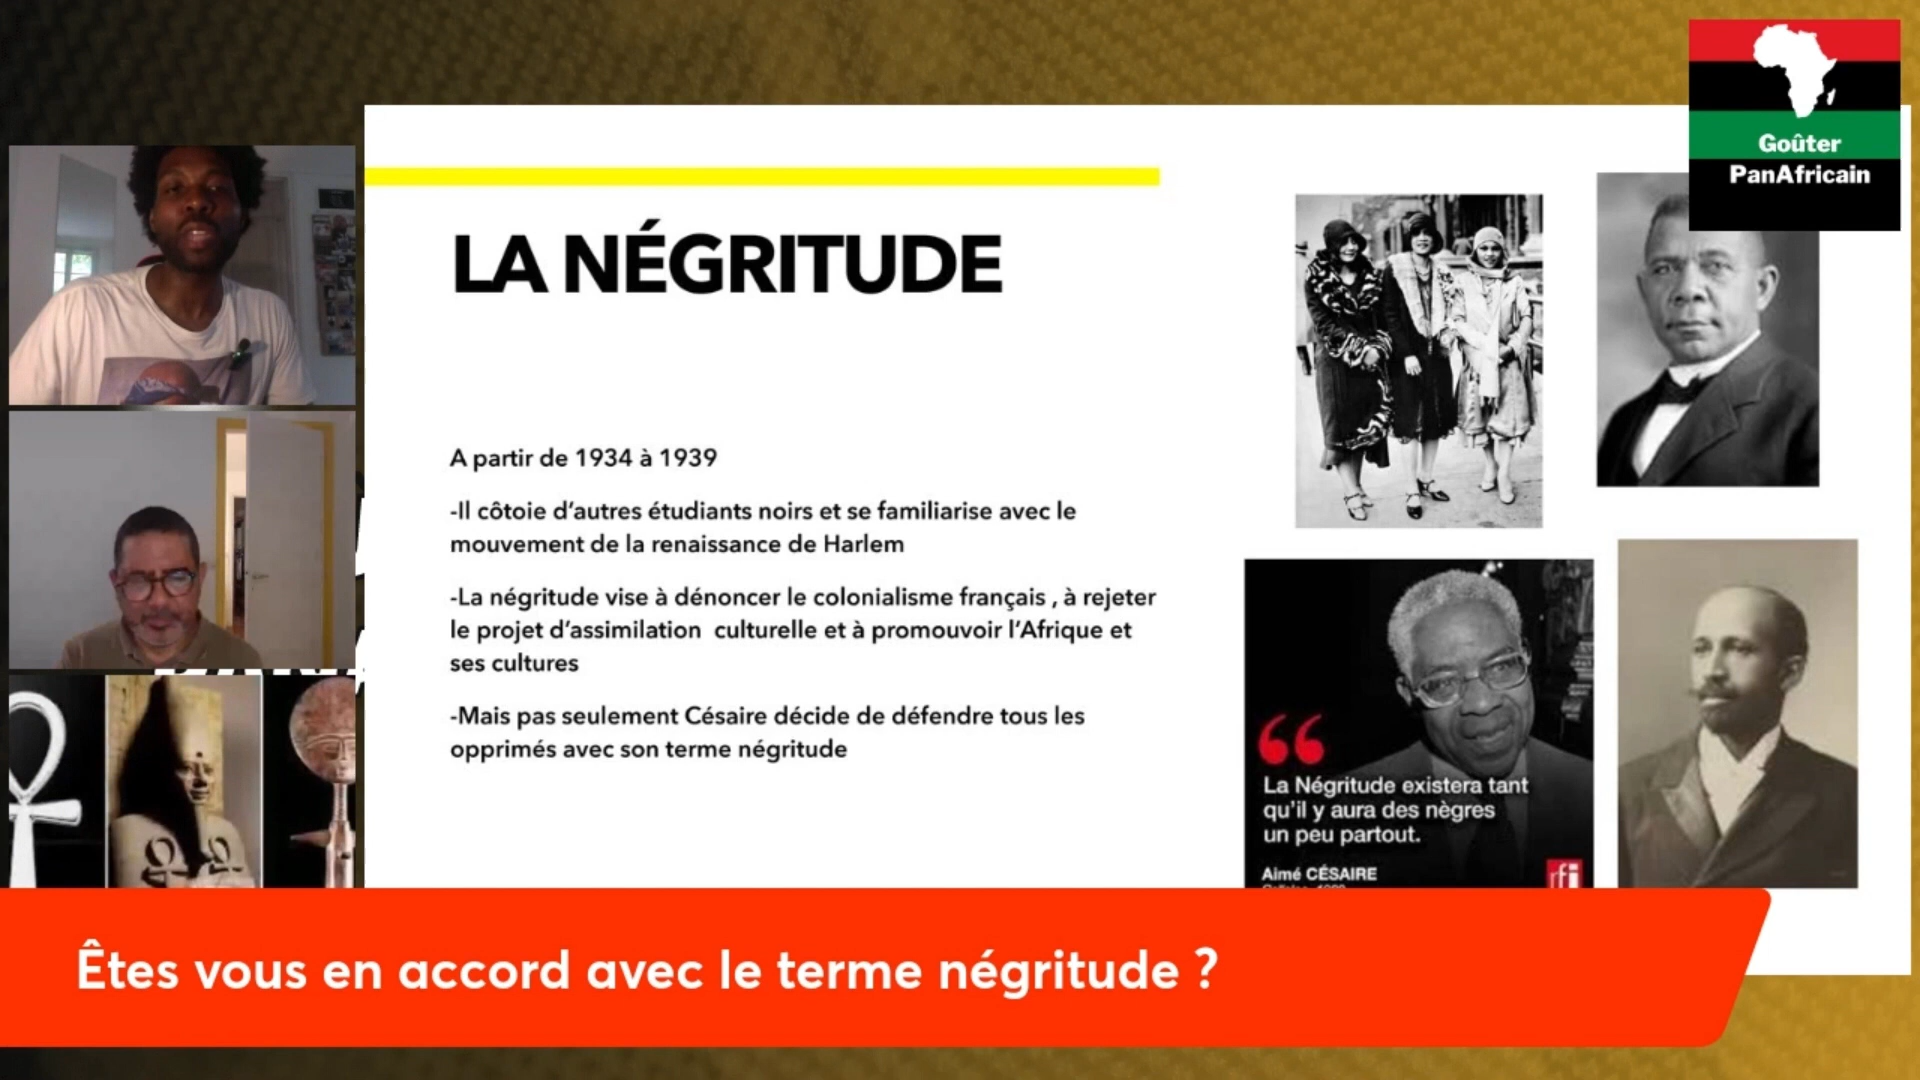 Goûter
PanAfricain
LA NÉGRITUDE
A partir de 1934 à 1939
-Il côtoie d'autres étudiants noirs et se familiarise avec le
mouvement de la renaissance de Harlem
-La négritude vise à dénoncer le colonialisme français , à rejeter
le projet d'assimilation culturelle et à promouvoir l'Afrique et
ses cultures
-Mais pas seulement Césaire décide de défendre tous les
opprimés avec son terme négritude
La Négritude existera tant
qu'il y aura des nègres
un peu partout.
Aimé CÉSAIRE
rfi
Êtes vous en accord avec le terme négritude ?